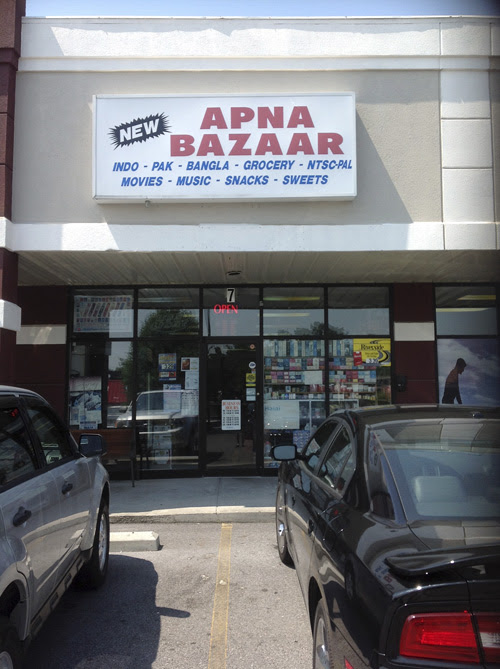 NEW
APNA
BAZAAR
INDO - PAK - BANGLA - GROCERY - NTSC-PAL
MOVIES - MUSIC - SNACKS - SWEETS
7
OPEN